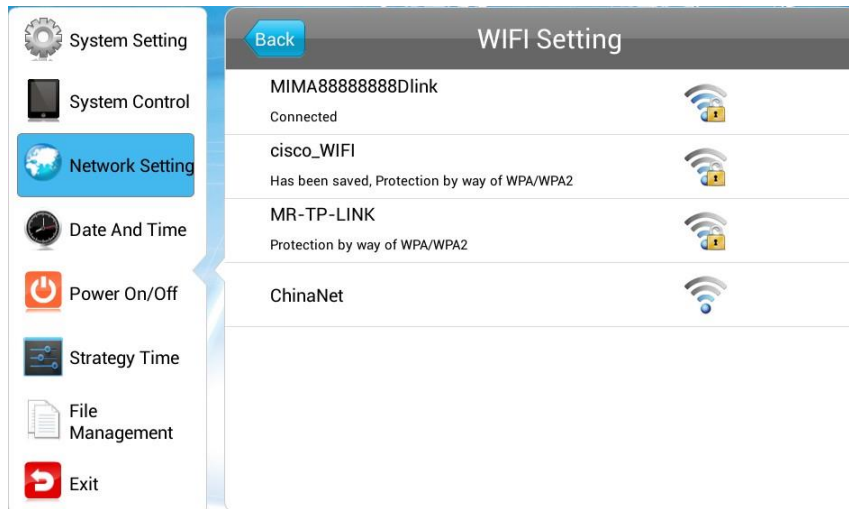 System Setting
System Control
Network Setting
Date And Time
Power On/Off
Strategy Time
File
Management
Exit
Back
WIFI Setting
MIMA88888888Dlink
Connected
cisco_WIFI
Has been saved, Protection by way of WPA/WPA2
MR-TP-LINK
Protection by way of WPA/WPA2
ChinaNet